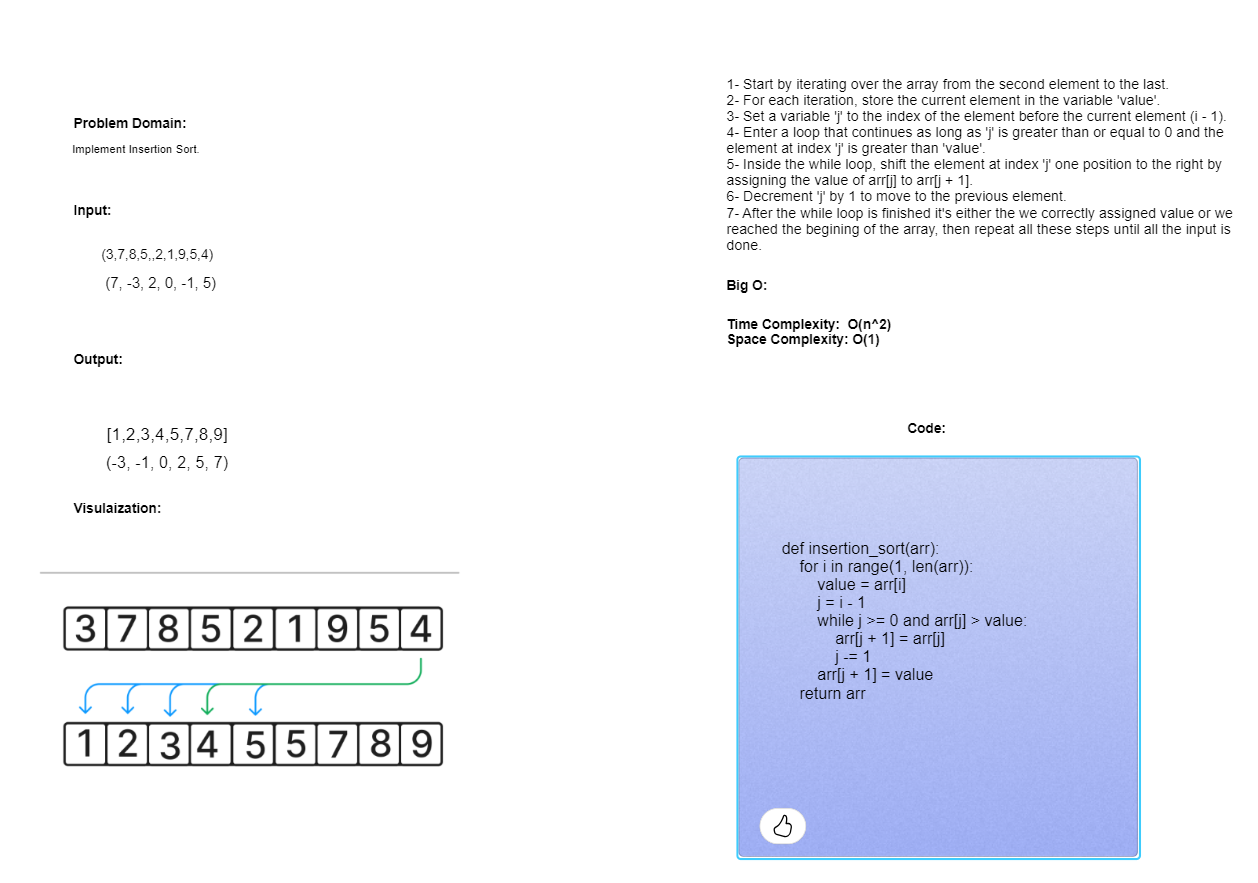 Problem Domain:
Implement Insertion Sort.
Input:
(3,7,8,5,,2,1,9,5,4)
(7, -3, 2, 0, -1, 5)
Output:
[1,2,3,4,5,7,8,9]
(-3, -1, 0, 2, 5, 7)
Visulaization:
3 7 8 5 2 1 9 5 4
1 2 3 4 5 5 7 8 9
1- Start by iterating over the array from the second element to the last.
2- For each iteration, store the current element in the variable 'value'.
3- Set a variable 'j' to the index of the element before the current element (i - 1).
4- Enter a loop that continues as long as 'j' is greater than or equal to 0 and the
element at index 'j' is greater than 'value'.
5- Inside the while loop, shift the element at index 'j' one position to the right by
assigning the value of arr[j] to arr[j + 1].
6- Decrement 'j' by 1 to move to the previous element.
7- After the while loop is finished it's either the we correctly assigned value or we
reached the begining of the array, then repeat all these steps until all the input is
done.
Big O:
Time Complexity:  O(n^2)
Space Complexity: O(1)
Code:
def insertion_sort(arr):
    for i in range(1, len(arr)):
        value = arr[i]
        j = i - 1
        while j >= 0 and arr[j] > value:
            arr[j + 1] = arr[j]
            j -= 1
        arr[j + 1] = value
    return arr